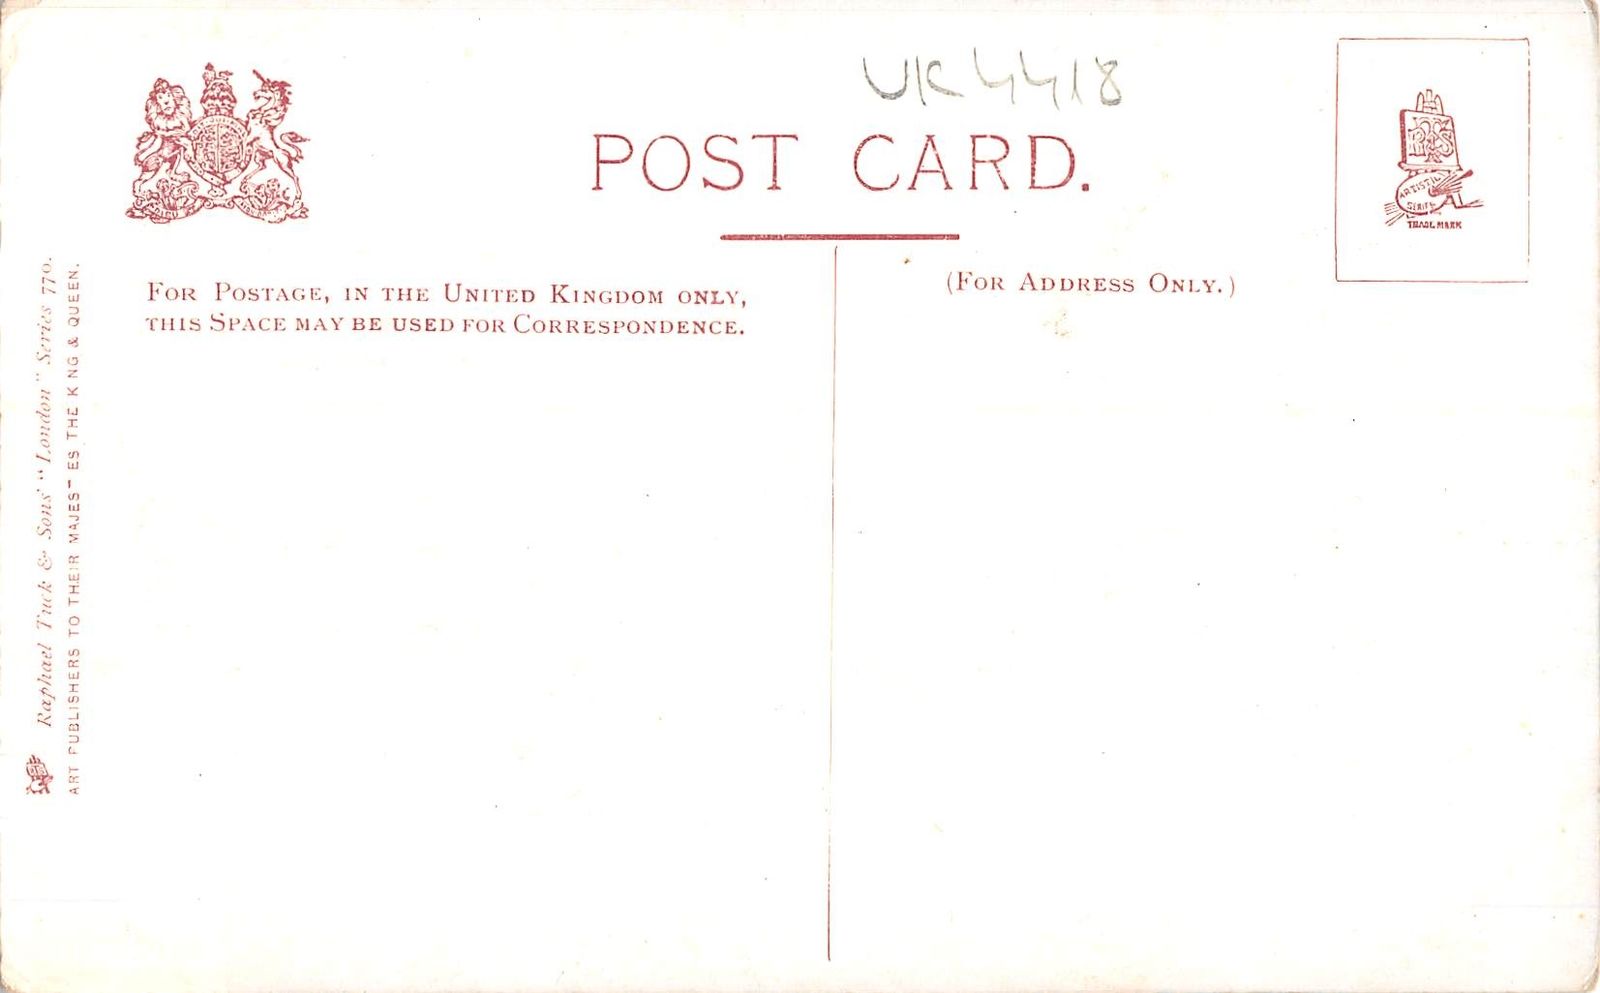 UK4418
POST CARD.
FOR POSTAGE, IN THE UNITED KINGDOM ONLY,
THIS SPACE MAY BE USED FOR CORRESPONDENCE.
(FOR ADDRESS ONLY.)
ARTISTIC
SERIES
TRADE MARK
Raphael Tuck & Sons' "London" Series 770.
ART PUBLISHERS TO THEIR MAJESTIES THE KING & QUEEN.